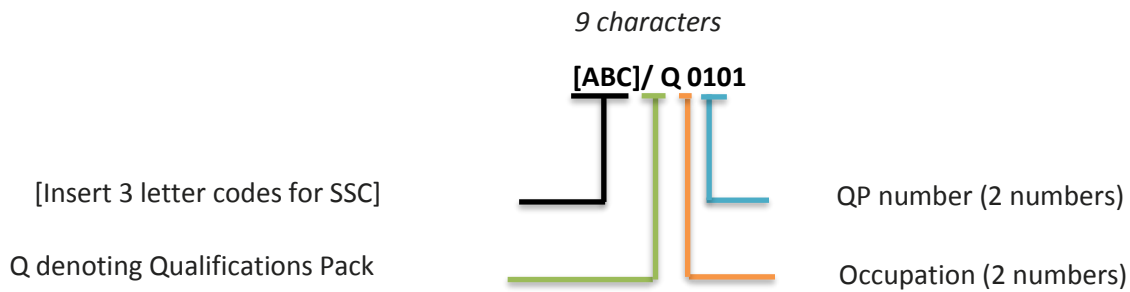 9 characters
[ABC]/ Q 0101
[Insert 3 letter codes for SSC]
QP number (2 numbers)
Q denoting Qualifications Pack
Occupation (2 numbers)